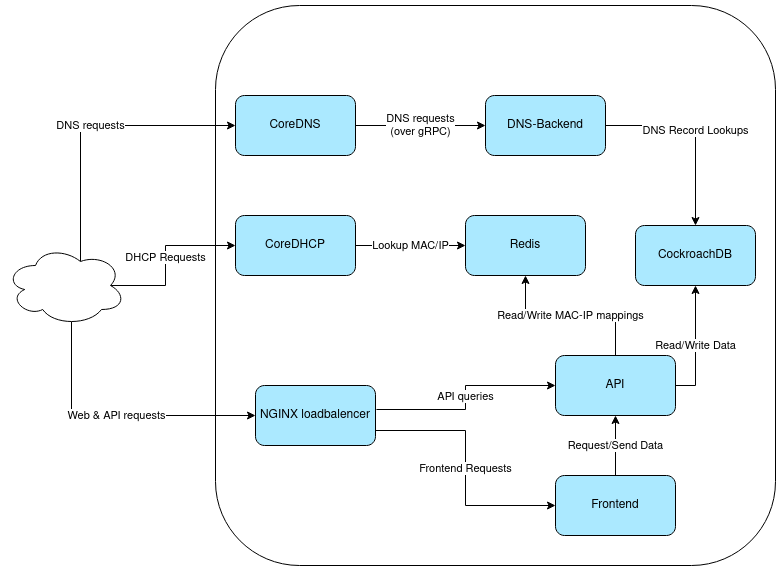 DNS requests
CoreDNS
DNS requests
(over gRPC)
DNS-Backend
DNS Record Lookups
DHCP Requests
CoreDHCP
Lookup MAC/IP
Redis
CockroachDB
Read/Write MAC-IP mappings
Read/Write Data
Web & API requests
NGINX loadbalencer
API queries
API
Request/Send Data
Frontend Requests
Frontend